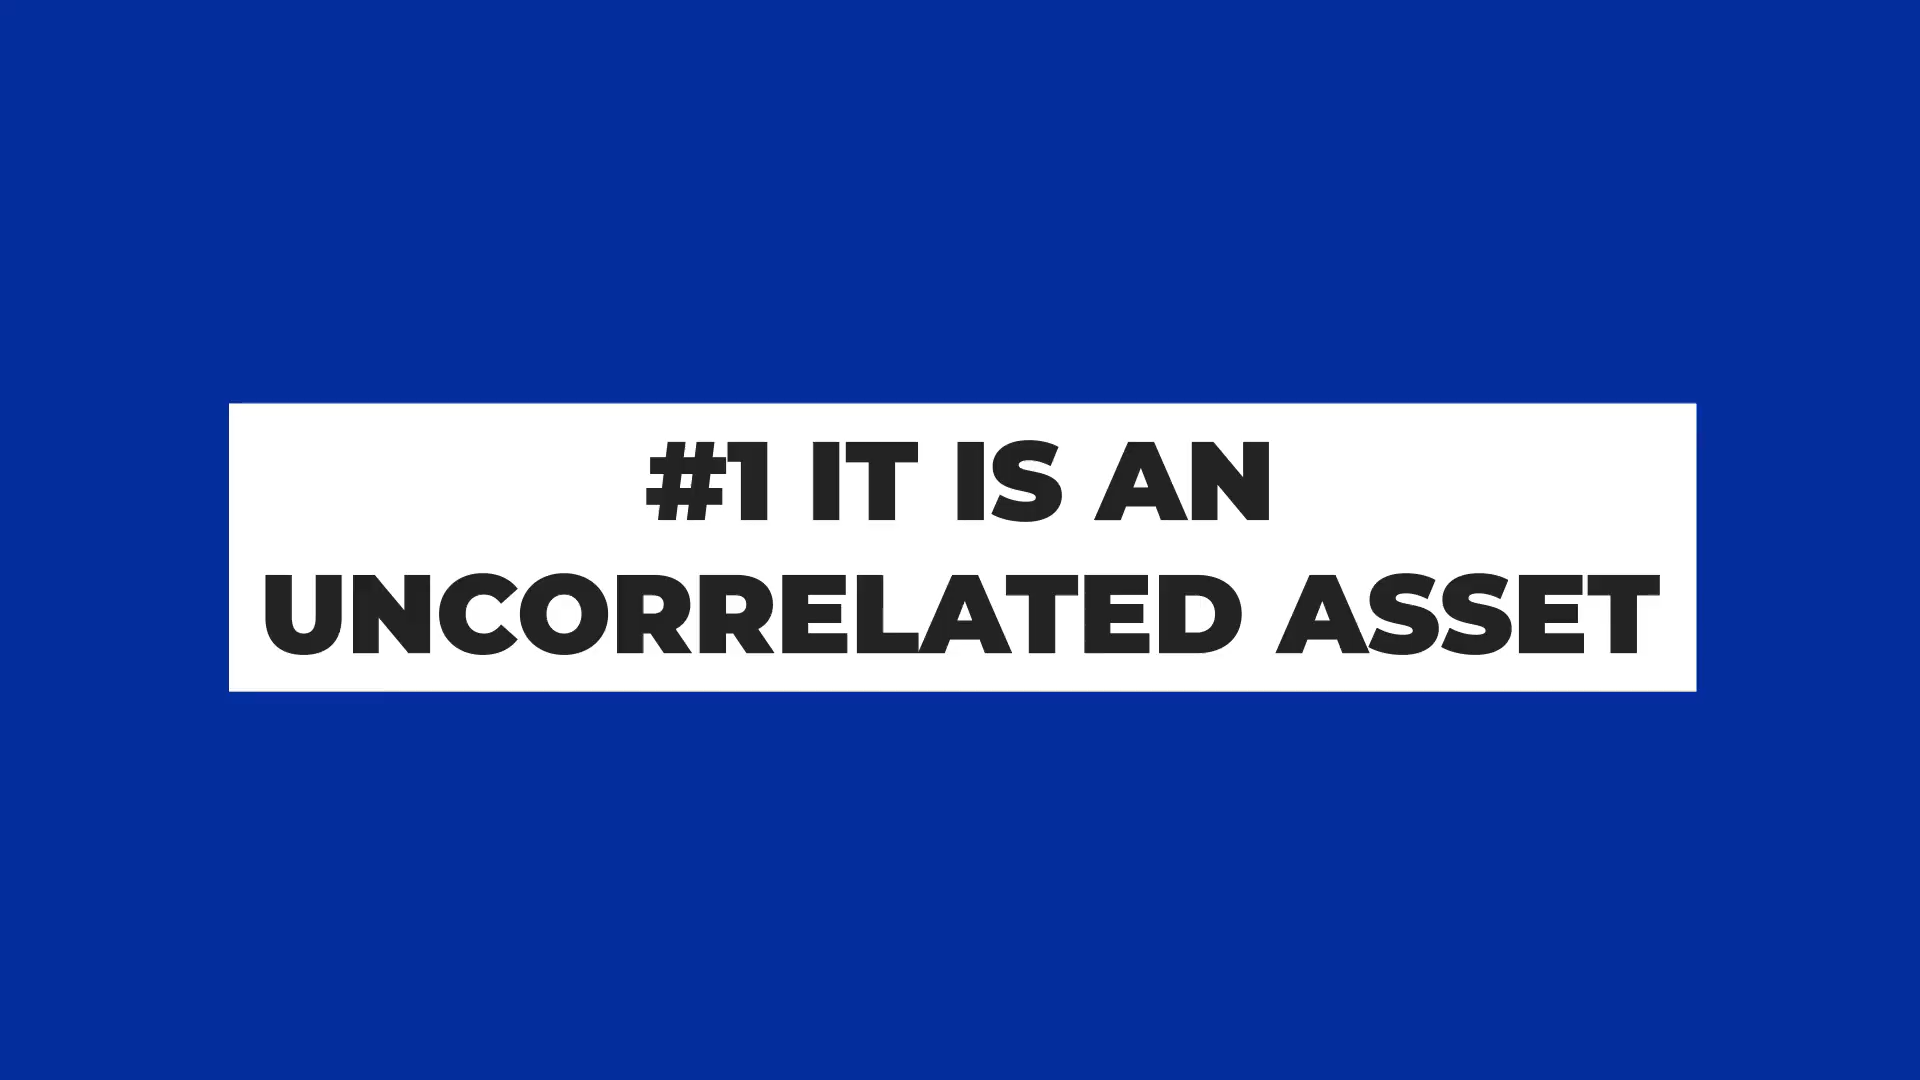 #1 IT IS AN
UNCORRELATED ASSET